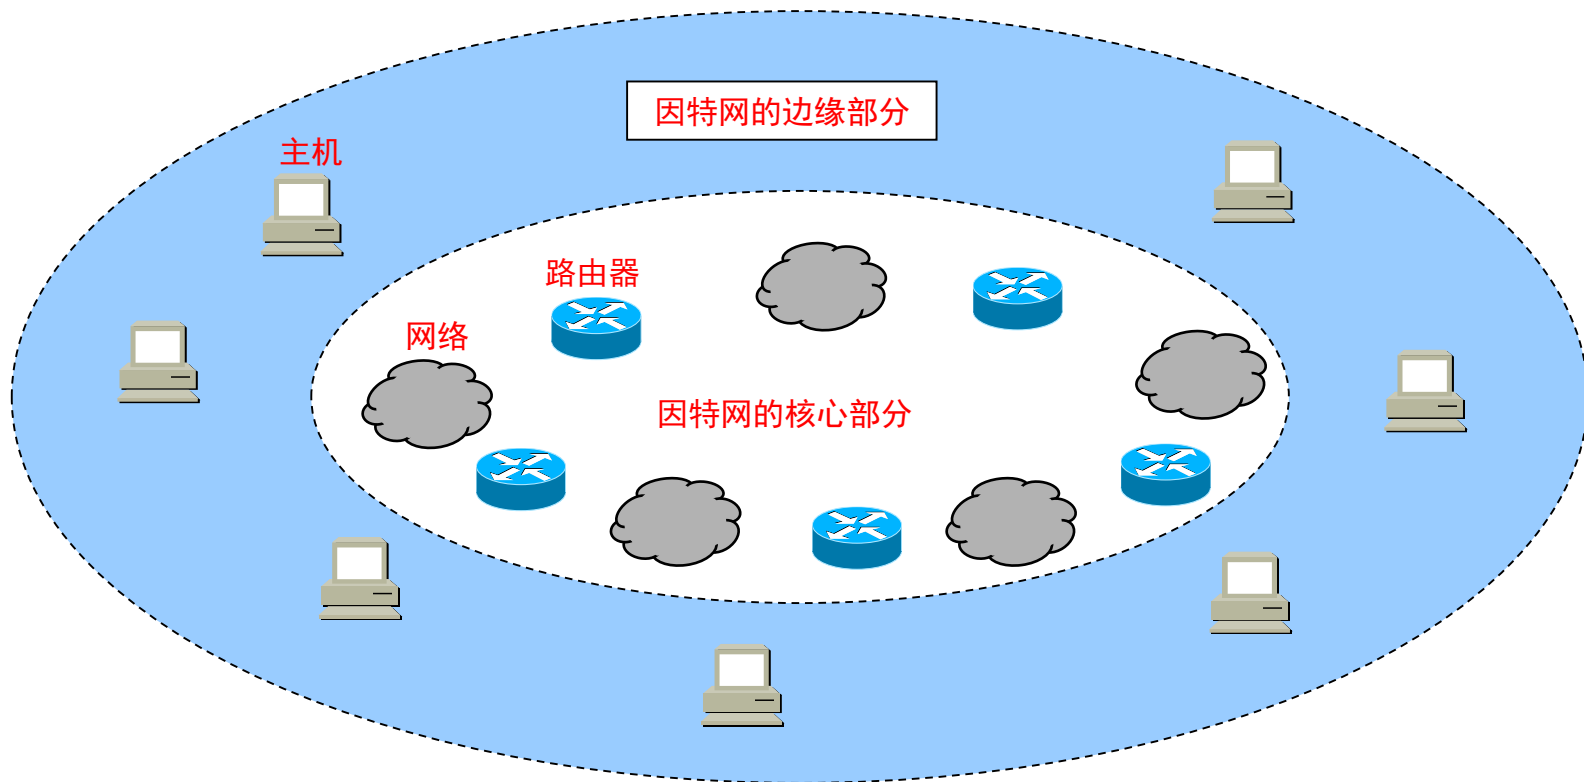 因特网的边缘部分
主机
路由器
网络
因特网的核心部分